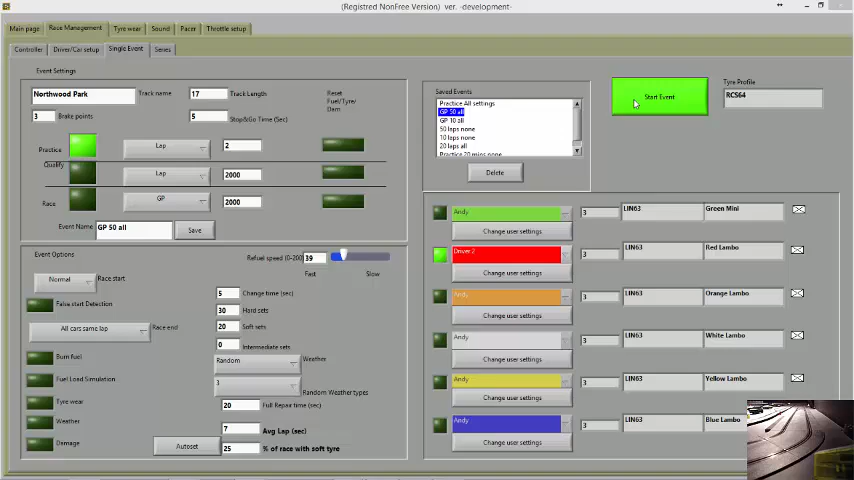 (Registred NonFree Version) ver. -development-
Main page
Race Management
Tyre wear
Sound
Pacer
Throttle setup
Controller
Driver/Car setup
Single Event
Series
Event Settings
Northwood Park
Track name
17
Track Length
Reset
Fuel/Tyre/
Dam
3
Brake points
5
Stop&Go Time (Sec)
Practice
Lap
2
Qualify
Lap
2000
Race
GP
2000
Event Name
GP 50 all
Save
Saved Events
Practice All settings
GP 50 all
GP 10 all
50 laps none
10 laps none
20 laps all
Practice 20 mins none
Delete
Start Event
Tyre Profile
RCS64
Event Options
Refuel speed (0-200)
39
Fast
Slow
Normal
Race start
False start Detection
All cars same lap
Race end
Burn fuel
Fuel Load Simulation
Tyre wear
Weather
Damage
5
Change time (sec)
30
Hard sets
20
Soft sets
0
Intermediate sets
Random
Weather
3
Random Weather types
20
Full Repair time (sec)
7
Avg Lap (sec)
25
% of race with soft tyre
Autoset
Andy
3
LIN63
Green Mini
Change user settings
Driver 2
3
LIN63
Red Lambo
Change user settings
Andy
3
LIN63
Orange Lambo
Change user settings
Andy
3
LIN63
White Lambo
Change user settings
Andy
3
LIN63
Yellow Lambo
Change user settings
Andy
3
LIN63
Blue Lambo
Change user settings